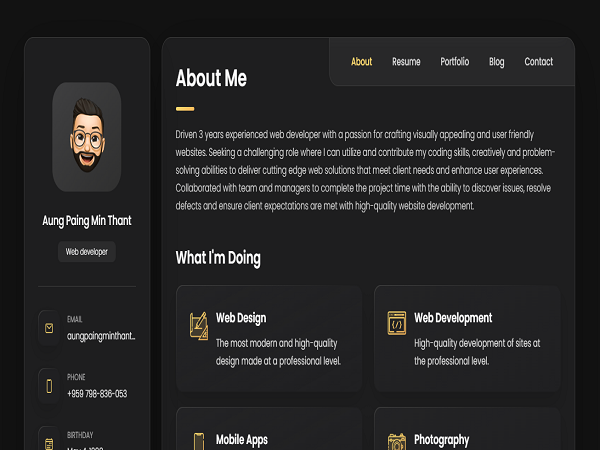 About
Resume
Portfolio
Blog
Contact
Aung Paing Min Thant
Web developer
EMAIL
aungpaingminthant...
PHONE
+959 798-836-053
BIRTHDAY
About Me
Driven 3 years experienced web developer with a passion for crafting visually appealing and user friendly
websites. Seeking a challenging role where I can utilize and contribute my coding skills, creatively and problem-
solving abilities to deliver cutting edge web solutions that meet client needs and enhance user experiences.
Collaborated with team and managers to complete the project time with the ability to discover issues, resolve
defects and ensure client expectations are met with high-quality website development.
What I'm Doing
Web Design
The most modern and high-quality
design made at a professional level.
Web Development
High-quality development of sites at
the professional level.
Mobile Apps
Photography